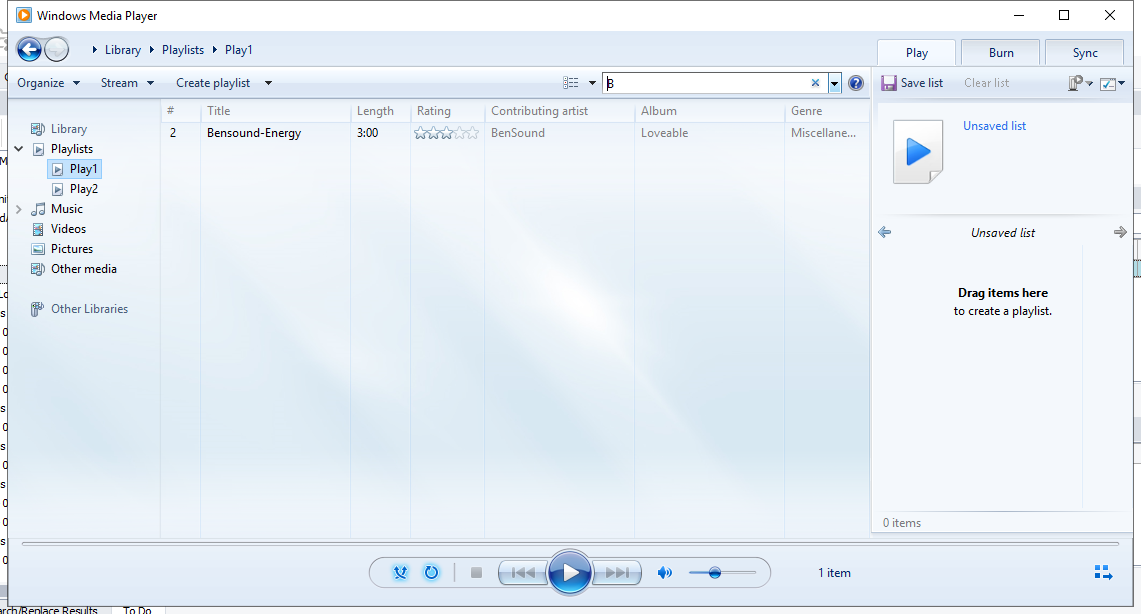 Windows Media Player
Library Playlists Play1
Play Burn Sync
Organize Stream Create playlist
B
Save list Clear list
# Title Length Rating Contributing artist Album Genre
2 Bensound-Energy 3:00 BenSound Loveable Miscellane...
Library
Playlists
Play1
Play2
Music
Videos
Pictures
Other media
Other Libraries
Unsaved list
Unsaved list
Drag items here
to create a playlist.
0 items
1 item
arch/Replace Results To Do